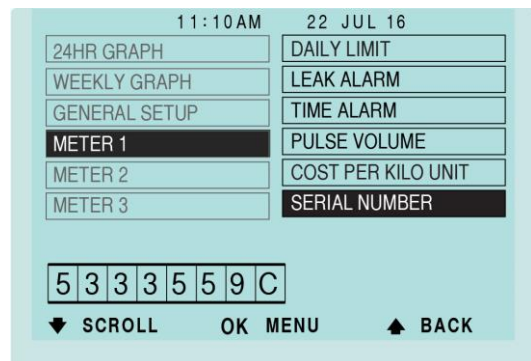 11:10AM 22 JUL 16
24HR GRAPH
WEEKLY GRAPH
GENERAL SETUP
METER 1
METER 2
METER 3
DAILY LIMIT
LEAK ALARM
TIME ALARM
PULSE VOLUME
COST PER KILO UNIT
SERIAL NUMBER
5333559C
SCROLL OK MENU BACK